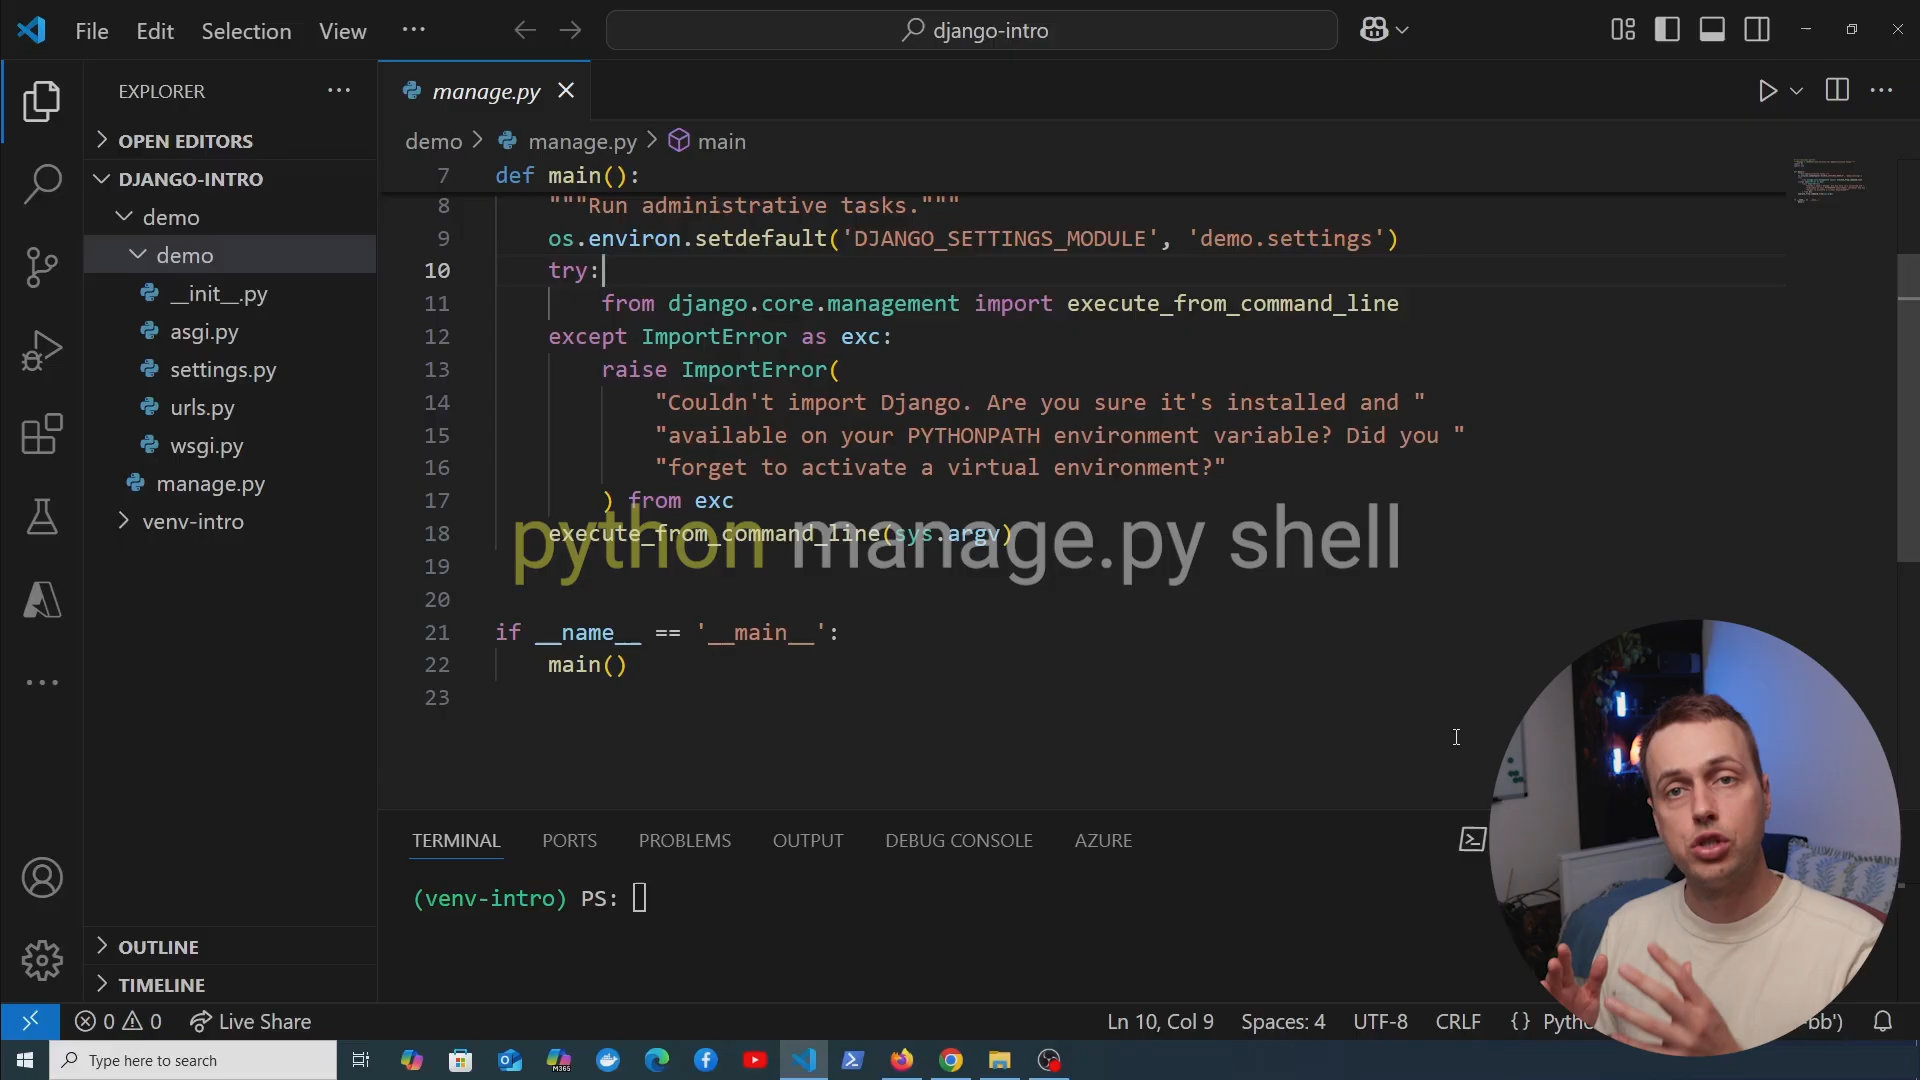 File Edit Selection View ...
django-intro
EXPLORER ...
OPEN EDITORS
DJANGO-INTRO
demo
demo
__init__.py
asgi.py
settings.py
urls.py
wsgi.py
manage.py
venv-intro
OUTLINE
TIMELINE
manage.py
demo > manage.py > main
7 def main():
8 """Run administrative tasks."""
9 os.environ.setdefault('DJANGO_SETTINGS_MODULE', 'demo.settings')
10 try:
11 from django.core.management import execute_from_command_line
12 except ImportError as exc:
13 raise ImportError(
14 "Couldn't import Django. Are you sure it's installed and "
15 "available on your PYTHONPATH environment variable? Did you "
16 "forget to activate a virtual environment?"
17 ) from exc
18 execute_from_command_line(sys.argv)
19
20
21 if __name__ == '__main__':
22 main()
23
python manage.py shell
TERMINAL PORTS PROBLEMS OUTPUT DEBUG CONSOLE AZURE
(venv-intro) PS:
0 0 Live Share
Ln 10, Col 9 Spaces: 4 UTF-8 CRLF {}
Type here to search
M365